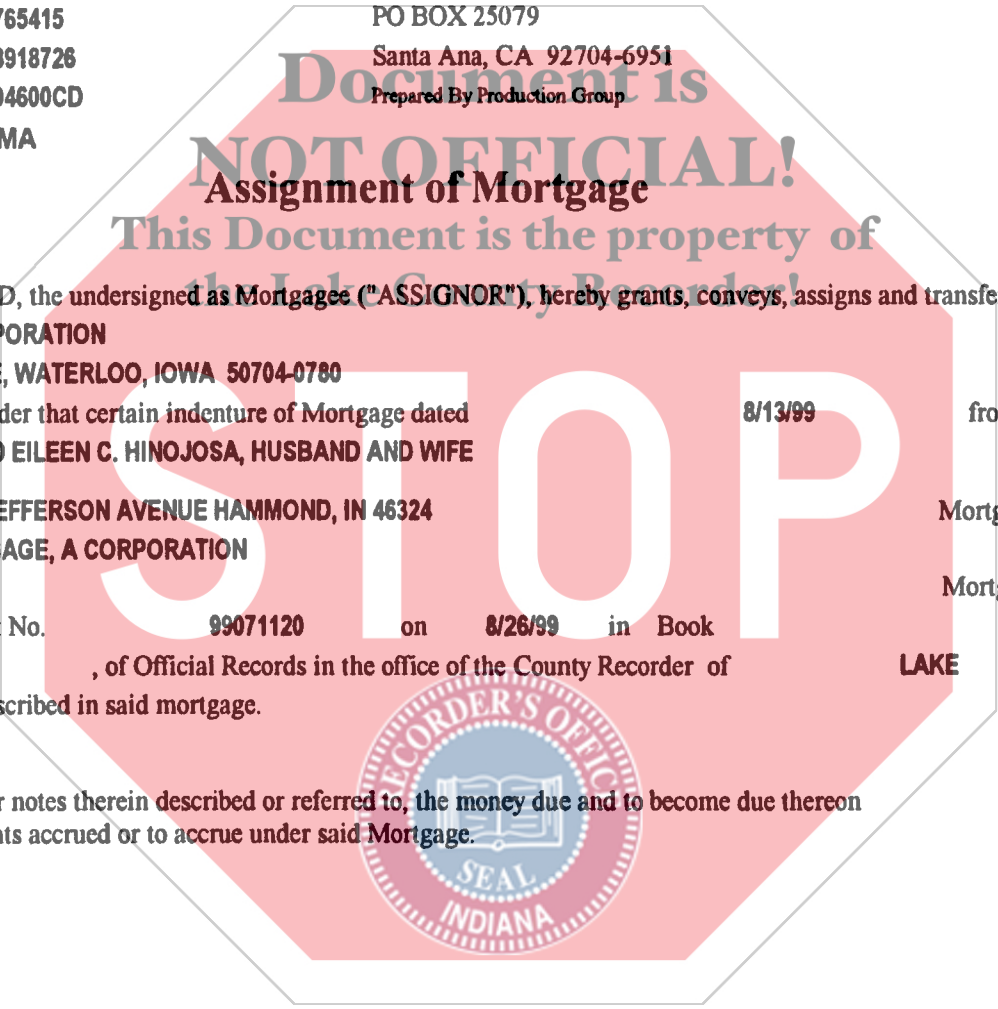 765415
PO BOX 25079
3918726
Santa Ana, CA 92704-6951
Document is
04600CD
Prepared By Production Group
MA
NOT OFFICIAL!
Assignment of Mortgage
This Document is the property of
the Lake County Recorder!
D, the undersigned as Mortgagee ("ASSIGNOR"), hereby grants, conveys, assigns and transfe
PORATION
, WATERLOO, IOWA 50704-0780
der that certain indenture of Mortgage dated 8/13/99 fro
EILEEN C. HINOJOSA, HUSBAND AND WIFE
EFFERSON AVENUE HAMMOND, IN 46324 Mortg
AGE, A CORPORATION
Mortg
No. 99071120 on 8/26/99 in Book
, of Official Records in the office of the County Recorder of LAKE
scribed in said mortgage.
r notes therein described or referred to, the money due and to become due thereon
nts accrued or to accrue under said Mortgage.
STOP
RECORDER'S OFFICE
SEAL
INDIANA